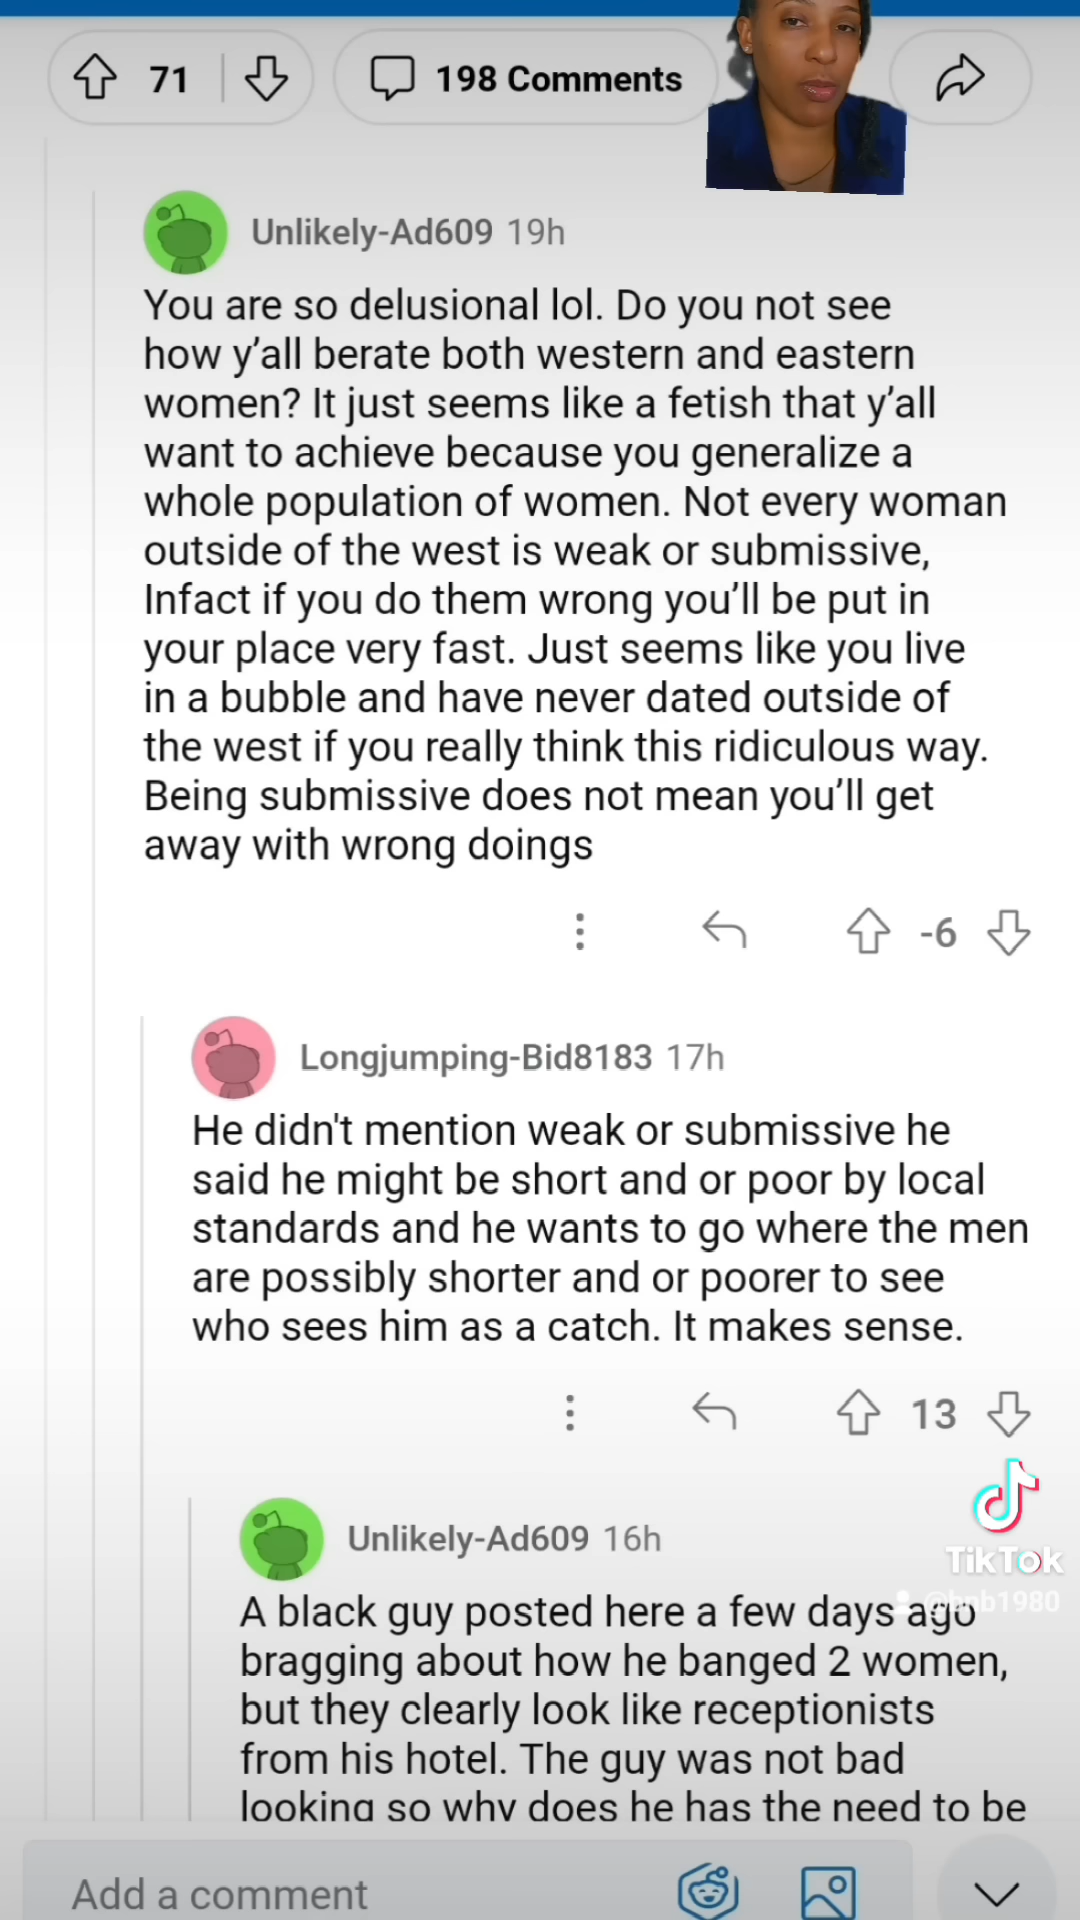 71
198 Comments
Unlikely-Ad609 19h
You are so delusional lol. Do you not see
how y'all berate both western and eastern
women? It just seems like a fetish that y'all
want to achieve because you generalize a
whole population of women. Not every woman
outside of the west is weak or submissive,
Infact if you do them wrong you'll be put in
your place very fast. Just seems like you live
in a bubble and have never dated outside of
the west if you really think this ridiculous way.
Being submissive does not mean you'll get
away with wrong doings
-6
Longjumping-Bid8183 17h
He didn't mention weak or submissive he
said he might be short and or poor by local
standards and he wants to go where the men
are possibly shorter and or poorer to see
who sees him as a catch. It makes sense.
13
TikTok
Unlikely-Ad609 16h
A black guy posted here a few days ago
bragging about how he banged 2 women,
but they clearly look like receptionists
from his hotel. The guy was not bad
looking so why does he has the need to be
Add a comment